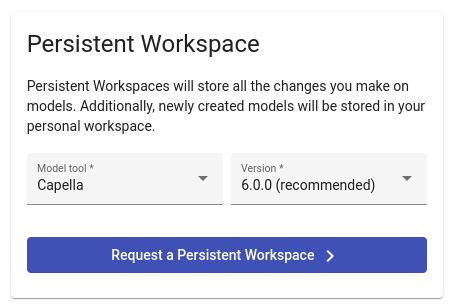 Persistent Workspace
Persistent Workspaces will store all the changes you make on
models. Additionally, newly created models will be stored in your
personal workspace.
Model tool *
Capella
Version *
6.0.0 (recommended)
Request a Persistent Workspace